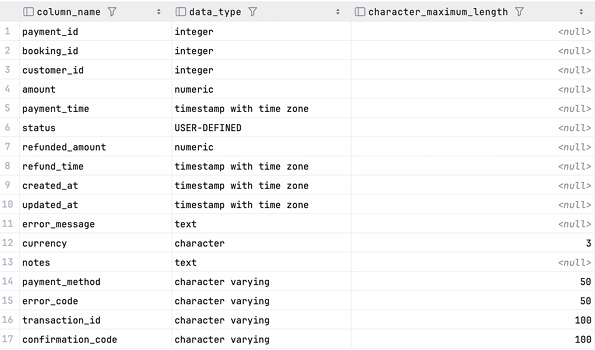 column_name data_type character_maximum_length
1 payment_id integer <null>
2 booking_id integer <null>
3 customer_id integer <null>
4 amount numeric <null>
5 payment_time timestamp with time zone <null>
6 status USER-DEFINED <null>
7 refunded_amount numeric <null>
8 refund_time timestamp with time zone <null>
9 created_at timestamp with time zone <null>
10 updated_at timestamp with time zone <null>
11 error_message text <null>
12 currency character 3
13 notes text <null>
14 payment_method character varying 50
15 error_code character varying 50
16 transaction_id character varying 100
17 confirmation_code character varying 100